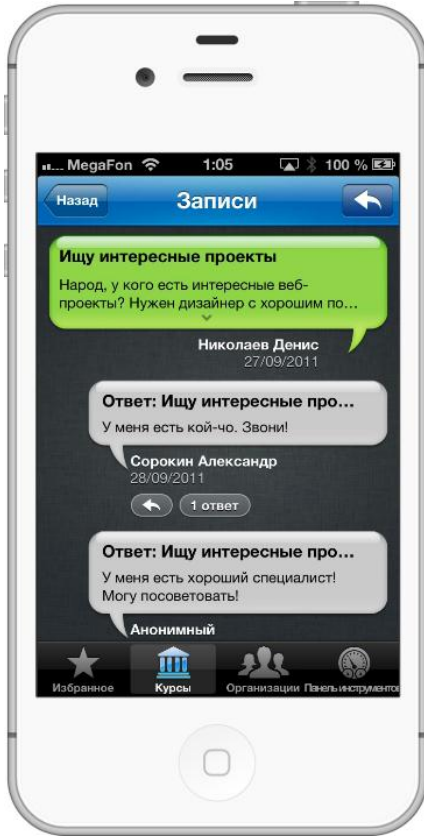 MegaFon 1:05 100 %
Назад Записи
Ищу интересные проекты
Народ, у кого есть интересные веб-
проекты? Нужен дизайнер с хорошим по...
Николаев Денис
27/09/2011
Ответ: Ищу интересные про...
У меня есть кой-чо. Звони!
Сорокин Александр
28/09/2011
1 ответ
Ответ: Ищу интересные про...
У меня есть хороший специалист!
Могу посоветовать!
Анонимный
Избранное Курсы Организации Панель инструментов